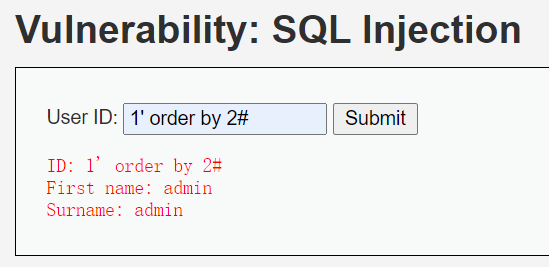 Vulnerability: SQL Injection
User ID: 1' order by 2# Submit
ID: 1' order by 2#
First name: admin
Surname: admin